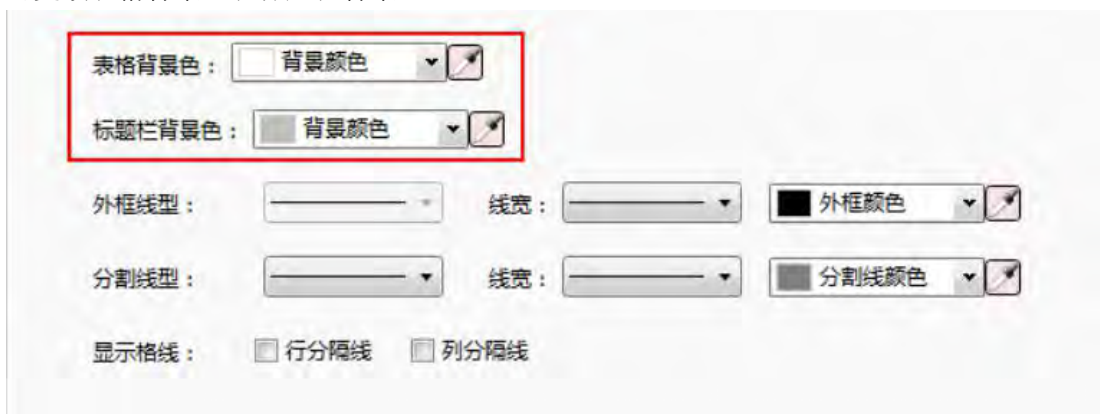 表格背景色： 背景颜色
标题栏背景色： 背景颜色
外框线型： 线宽： 外框颜色
分割线型： 线宽： 分割线颜色
显示格线： 行分隔线 列分隔线